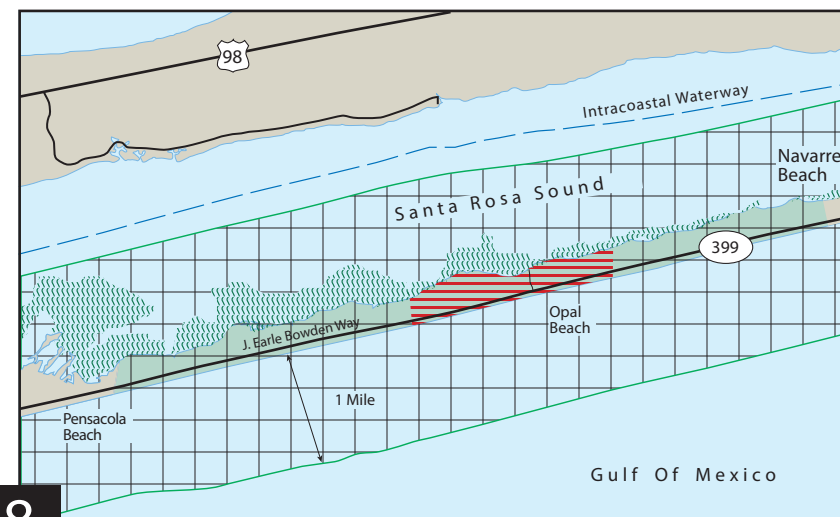 98
Intracoastal Waterway
Navarre
Beach
Santa Rosa Sound
399
Opal
Beach
J. Earle Bowden Way
1 Mile
Pensacola
Beach
Gulf Of Mexico